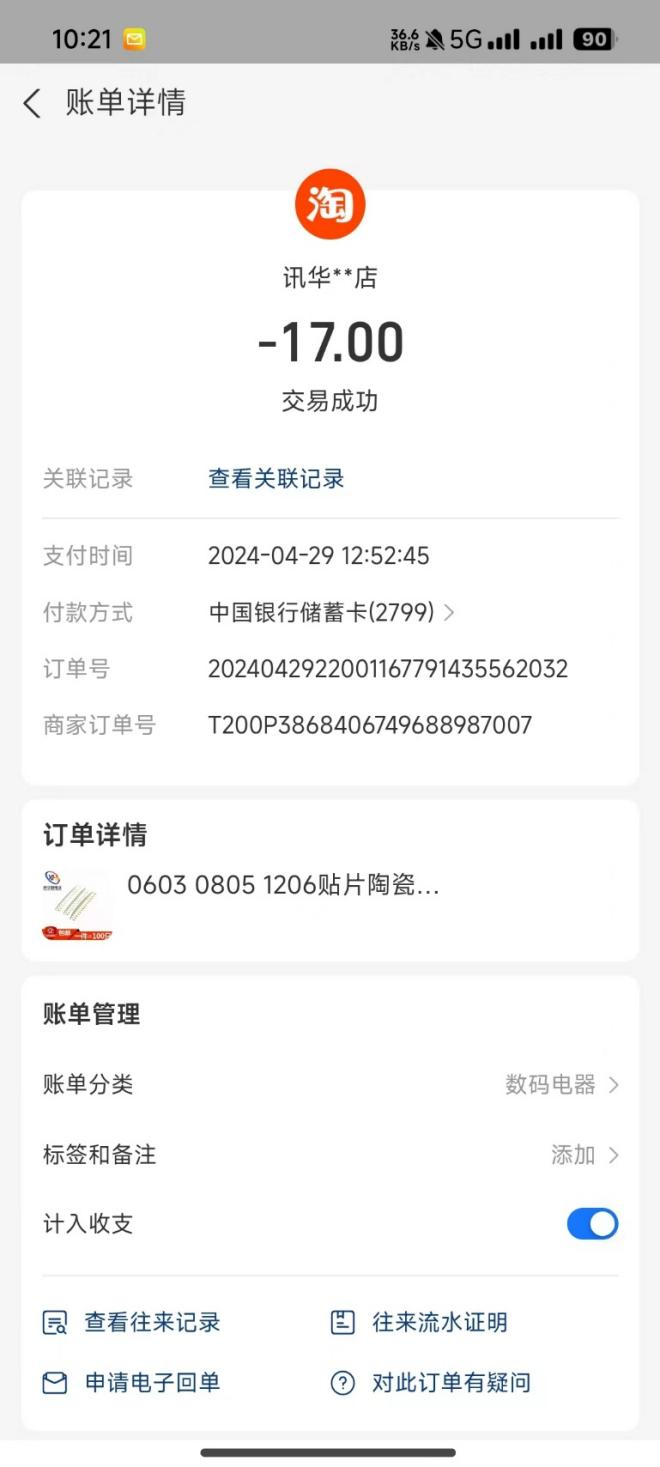 10:21
36.6
KB/s
5G
90
账单详情
淘
讯华**店
-17.00
交易成功
关联记录 查看关联记录
支付时间 2024-04-29 12:52:45
付款方式 中国银行储蓄卡(2799)
订单号 2024042922001167791435562032
商家订单号 T200P3868406749688987007
订单详情
0603 0805 1206贴片陶瓷...
账单管理
账单分类 数码电器
标签和备注 添加
计入收支
查看往来记录 往来流水证明
申请电子回单 对此订单有疑问